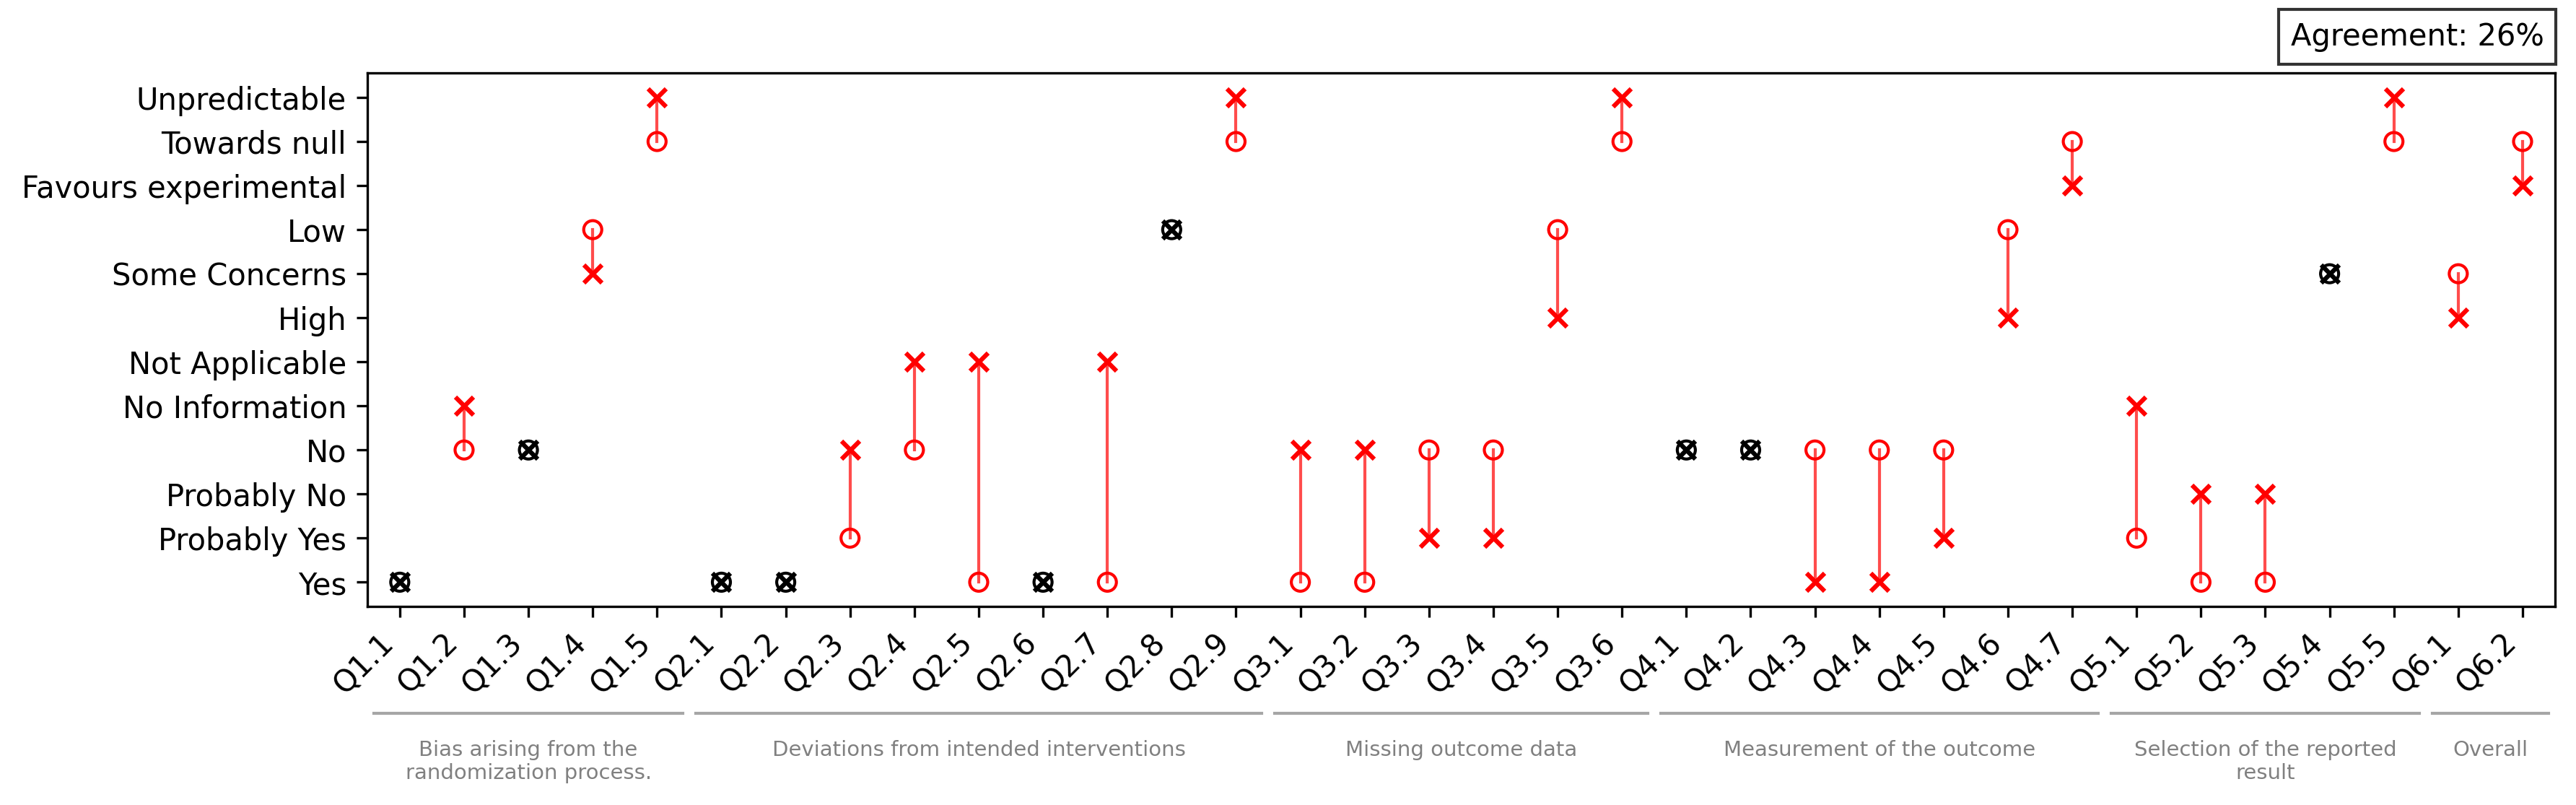 Agreement: 26%
Unpredictable
Towards null
Favours experimental
Low
Some Concerns
High
Not Applicable
No Information
No
Probably No
Probably Yes
Yes
Q1.1 Q1.2 Q1.3 Q1.4 Q1.5 Q2.1 Q2.2 Q2.3 Q2.4 Q2.5 Q2.6 Q2.7 Q2.8 Q2.9 Q3.1 Q3.2 Q3.3 Q3.4 Q3.5 Q3.6 Q4.1 Q4.2 Q4.3 Q4.4 Q4.5 Q4.6 Q4.7 Q5.1 Q5.2 Q5.3 Q5.4 Q5.5 Q6.1 Q6.2
Bias arising from the
randomization process.
Deviations from intended interventions
Missing outcome data
Measurement of the outcome
Selection of the reported
result
Overall